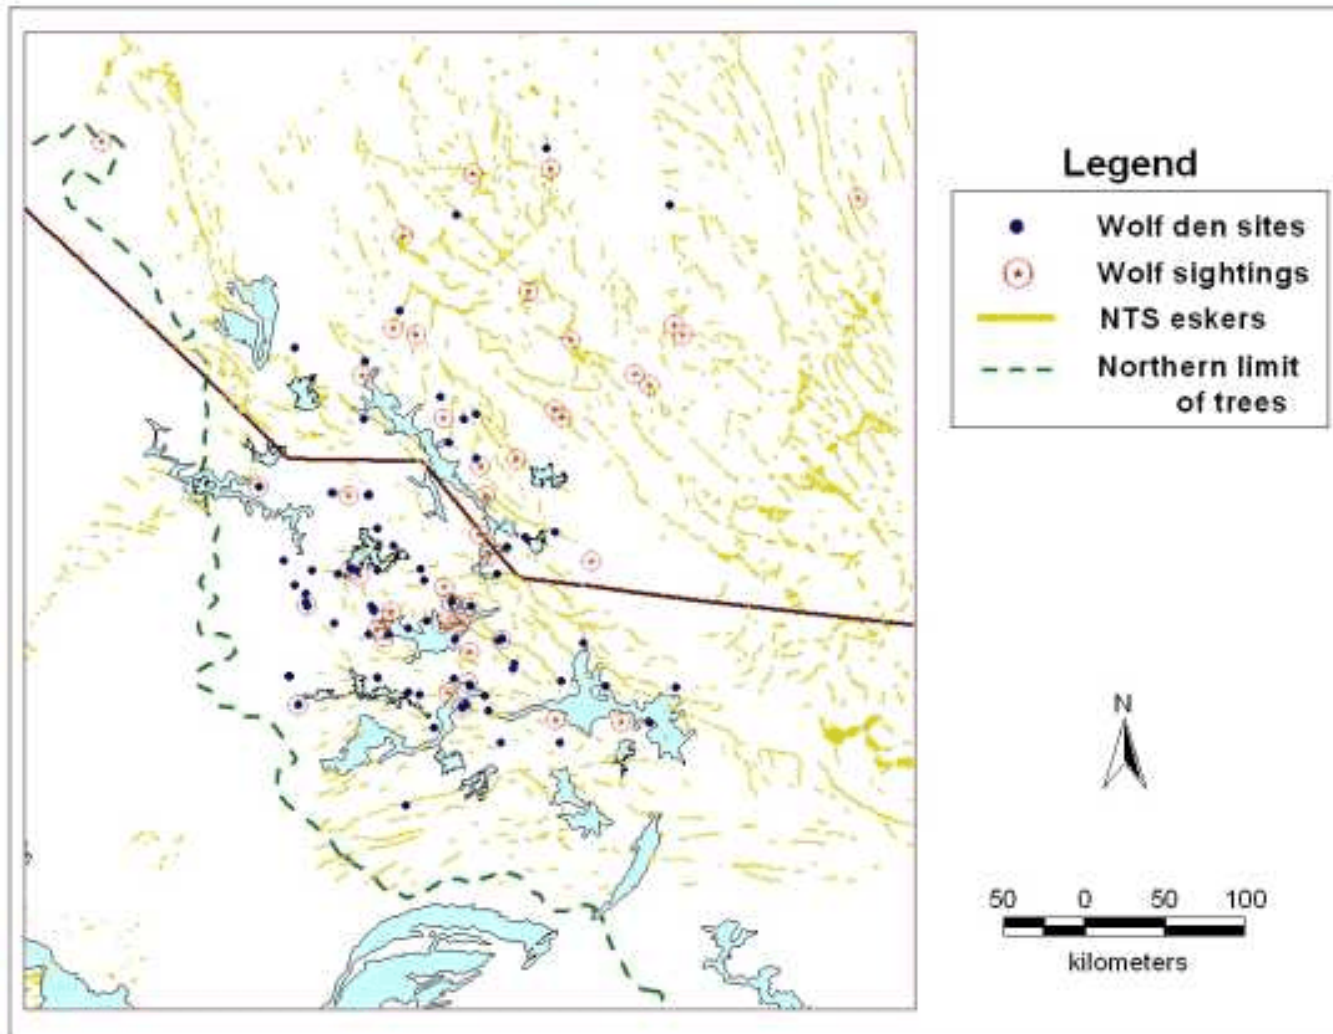 Legend
Wolf den sites
Wolf sightings
NTS eskers
Northern limit
of trees
N
50 0 50 100
kilometers